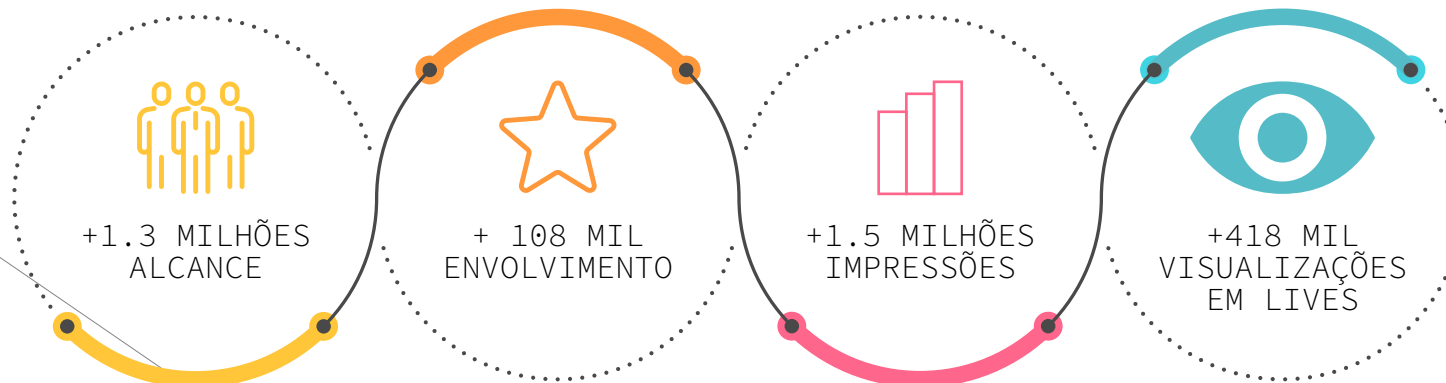 +1.3 MILHÕES
ALCANCE
+ 108 MIL
ENVOLVIMENTO
+1.5 MILHÕES
IMPRESSÕES
+418 MIL
VISUALIZAÇÕES
EM LIVES